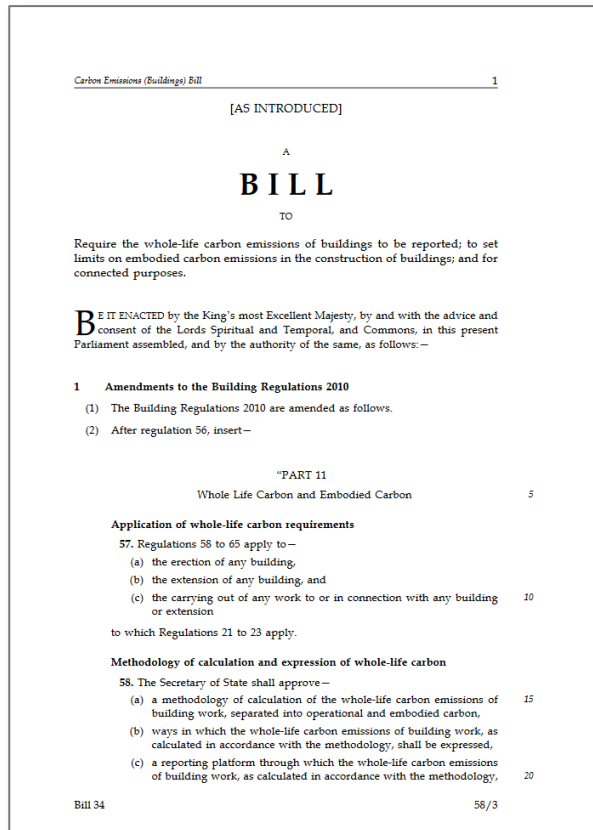 Carbon Emissions (Buildings) Bill 1
[AS INTRODUCED]
A
BILL
TO
Require the whole-life carbon emissions of buildings to be reported; to set
limits on embodied carbon emissions in the construction of buildings; and for
connected purposes.
BE IT ENACTED by the King's most Excellent Majesty, by and with the advice and
consent of the Lords Spiritual and Temporal, and Commons, in this present
Parliament assembled, and by the authority of the same, as follows:—
1 Amendments to the Building Regulations 2010
(1) The Building Regulations 2010 are amended as follows.
(2) After regulation 56, insert—
“PART 11
Whole Life Carbon and Embodied Carbon 5
Application of whole-life carbon requirements
57. Regulations 58 to 65 apply to—
(a) the erection of any building,
(b) the extension of any building, and
(c) the carrying out of any work to or in connection with any building 10
or extension
to which Regulations 21 to 23 apply.
Methodology of calculation and expression of whole-life carbon
58. The Secretary of State shall approve—
(a) a methodology of calculation of the whole-life carbon emissions of 15
building work, separated into operational and embodied carbon,
(b) ways in which the whole-life carbon emissions of building work, as
calculated in accordance with the methodology, shall be expressed,
(c) a reporting platform through which the whole-life carbon emissions
of building work, as calculated in accordance with the methodology, 20
Bill 34 58/3